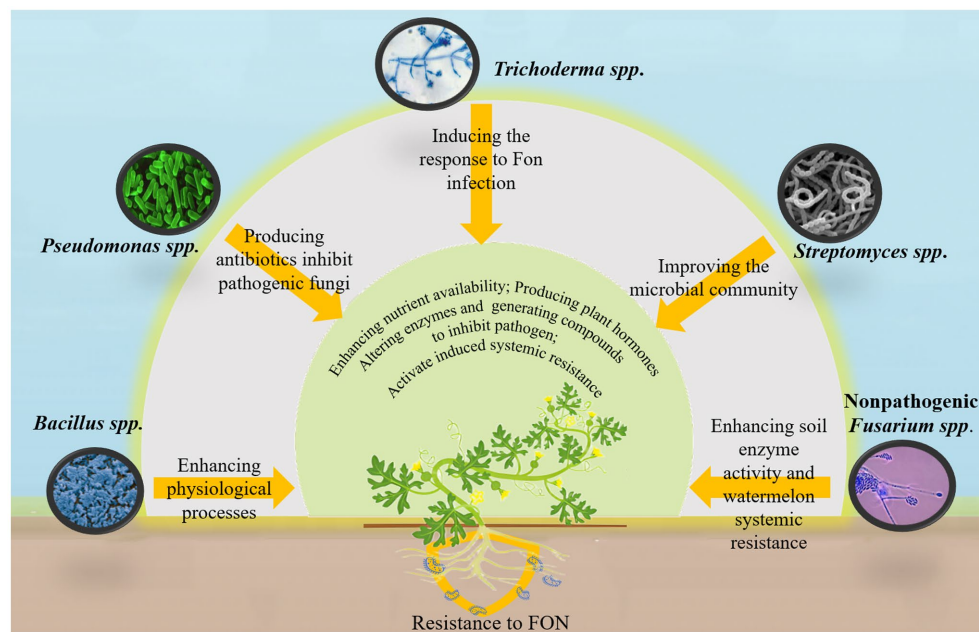 Trichoderma spp.
Inducing the
response to Fon
infection
Pseudomonas spp.
Producing
antibiotics inhibit
pathogenic fungi
Streptomyces spp.
Improving the
microbial community
Enhancing nutrient availability; Producing plant hormones
Altering enzymes and generating compounds
to inhibit pathogen;
Activate induced systemic resistance
Bacillus spp.
Enhancing
physiological
processes
Nonpathogenic
Fusarium spp.
Enhancing soil
enzyme
activity and
watermelon
systemic
resistance
Resistance to FON